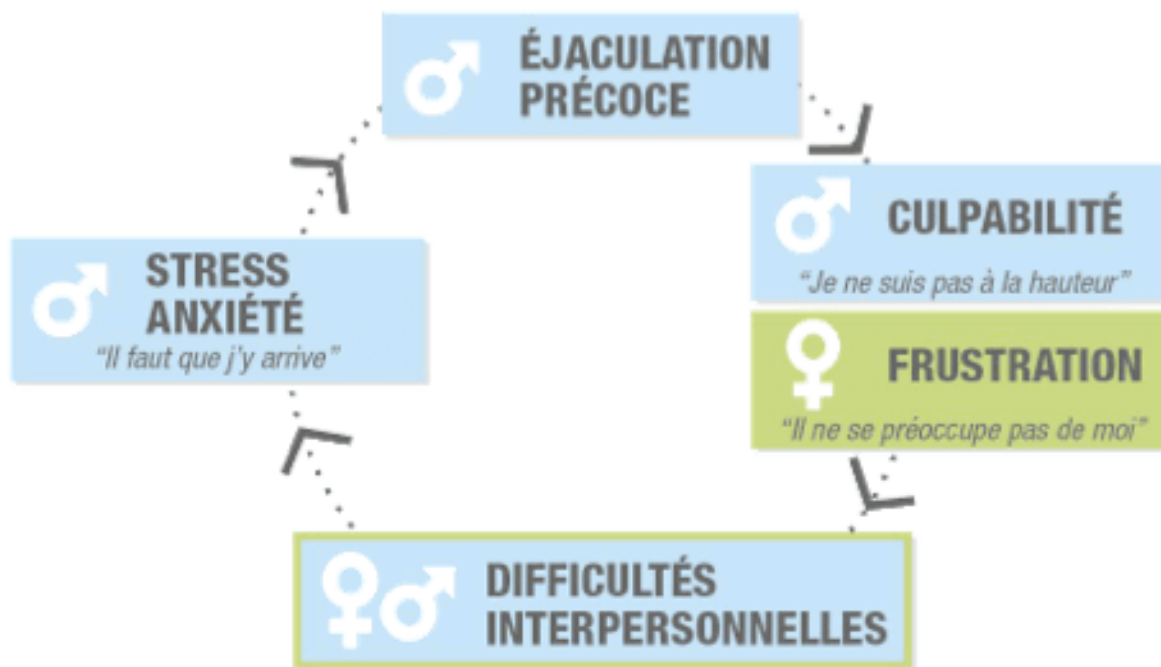 ÉJACULATION
PRÉCOCE
CULPABILITÉ
“Je ne suis pas à la hauteur”
FRUSTRATION
“Il ne se préoccupe pas de moi”
DIFFICULTÉS
INTERPERSONNELLES
STRESS
ANXIÉTÉ
“Il faut que j'y arrive”